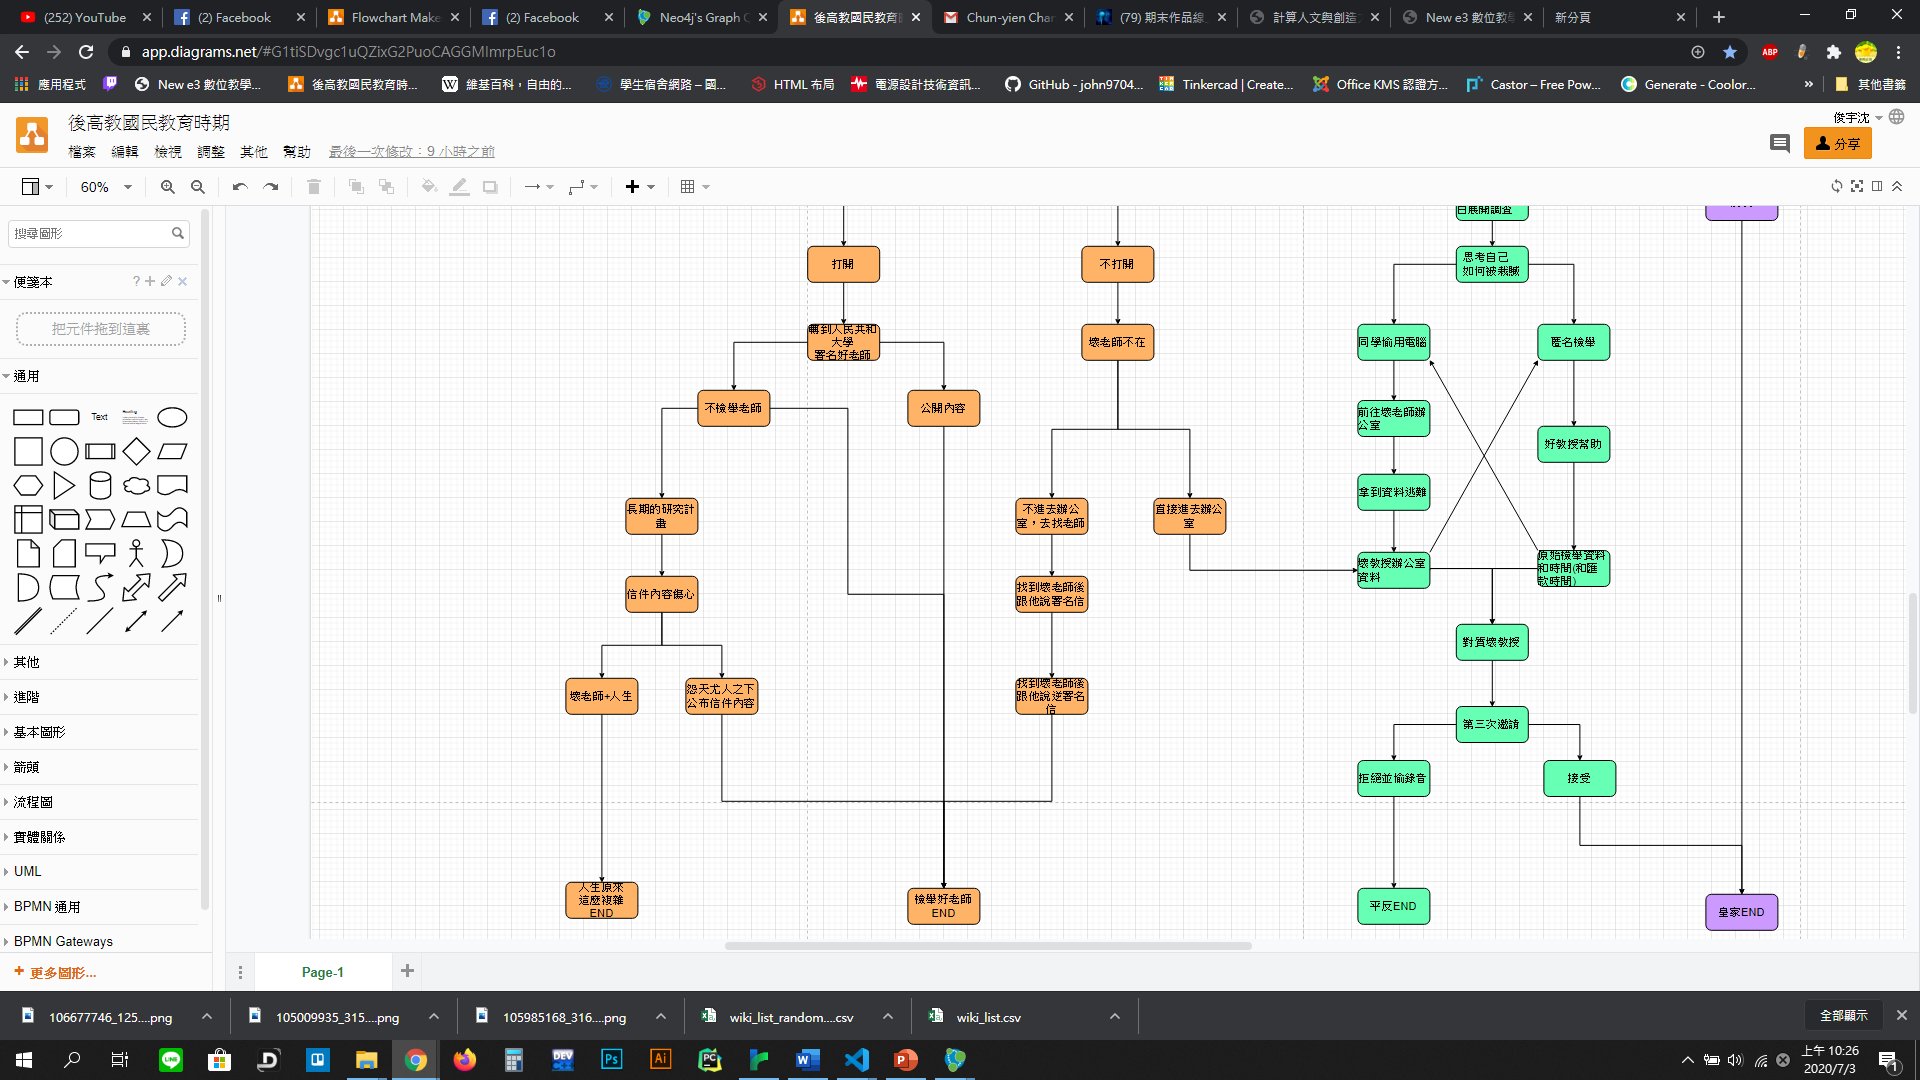 (252) YouTube
(2) Facebook
Flowchart Make
(2) Facebook
Neo4j's Graph
後高教國民教育
Chun-yien Char
(79) 期末作品線
計算人文與創造
New e3 數位教
新分頁
app.diagrams.net/#G1tiSDvgc1uQZixG2PuoCAGGMImrpEuc1o
ABP
應用程式
New e3 數位教學...
後高教國民教育時...
維基百科，自由的...
學生宿舍網路 – 國...
HTML 布局
電源設計技術資訊...
GitHub - john9704...
Tinkercad | Create...
Office KMS 認證方...
Castor – Free Pow...
Generate - Coolor...
»
其他書籤
後高教國民教育時期
俊宇沈
檔案 編輯 檢視 調整 其他 幫助 最後一次修改：9 小時之前
分享
60%
搜尋圖形
便箋本
把元件拖到這裏
通用
Text
Heading
其他
進階
基本圖形
箭頭
流程圖
實體關係
UML
BPMN 通用
BPMN Gateways
更多圖形...
打開
轉到人民共和
大學
署名好老師
不檢舉老師
公開內容
長期的研究計
畫
信件內容傷心
壞老師+人生
怨天尤人之下
公布信件內容
人生原來
這麼複雜
END
檢舉好老師
END
不打開
壞老師不在
不進去辦公
室，去找老師
直接進去辦公
室
找到壞老師後
跟他說署名信
找到壞老師後
跟他說逆署名
信
日展開調查
思考自己
如何被栽贓
同學偷用電腦
匿名檢舉
前往壞老師辦
公室
好教授幫助
拿到資料逃難
壞教授辦公室
資料
原始檢舉資料
和時間(和匯
款時間)
對質壞教授
第三次邀請
拒絕並偷錄音
接受
平反END
皇家END
Page-1
106677746_125....png
105009935_315....png
105985168_316....png
wiki_list_random....csv
wiki_list.csv
全部顯示
上午 10:26
2020/7/3